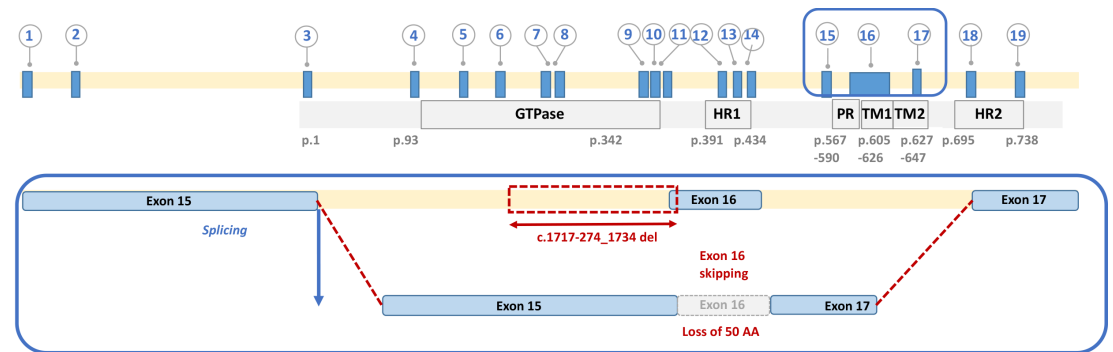 1 2 3 4 5 6 7 8 9 10 11 12 13 14 15 16 17 18 19
GTPase HR1 PR TM1 TM2 HR2
p.1 p.93 p.342 p.391 p.434 p.567 p.605 p.627 p.695 p.738
-590 -626 -647
Exon 15 Exon 16 Exon 17
Splicing
c.1717-274_1734 del
Exon 16
skipping
Exon 15 Exon 16 Exon 17
Loss of 50 AA